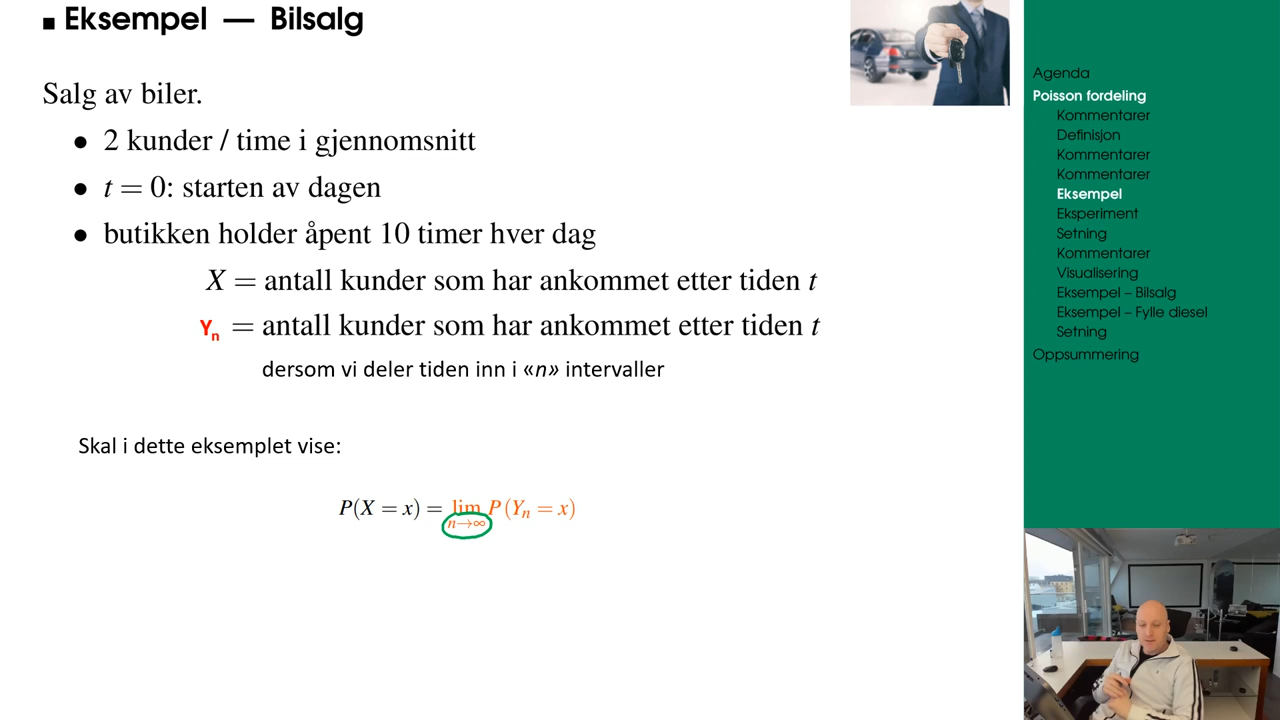 Eksempel — Bilsalg
Salg av biler.
• 2 kunder / time i gjennomsnitt
• t = 0: starten av dagen
• butikken holder åpent 10 timer hver dag
X = antall kunder som har ankommet etter tiden t
Yn = antall kunder som har ankommet etter tiden t
dersom vi deler tiden inn i «n» intervaller
Skal i dette eksemplet vise:
P(X = x) = lim n→∞ P(Yn = x)
Agenda
Poisson fordeling
Kommentarer
Definisjon
Kommentarer
Kommentarer
Eksempel
Eksperiment
Setning
Kommentarer
Visualisering
Eksempel – Bilsalg
Eksempel – Fylle diesel
Setning
Oppsummering